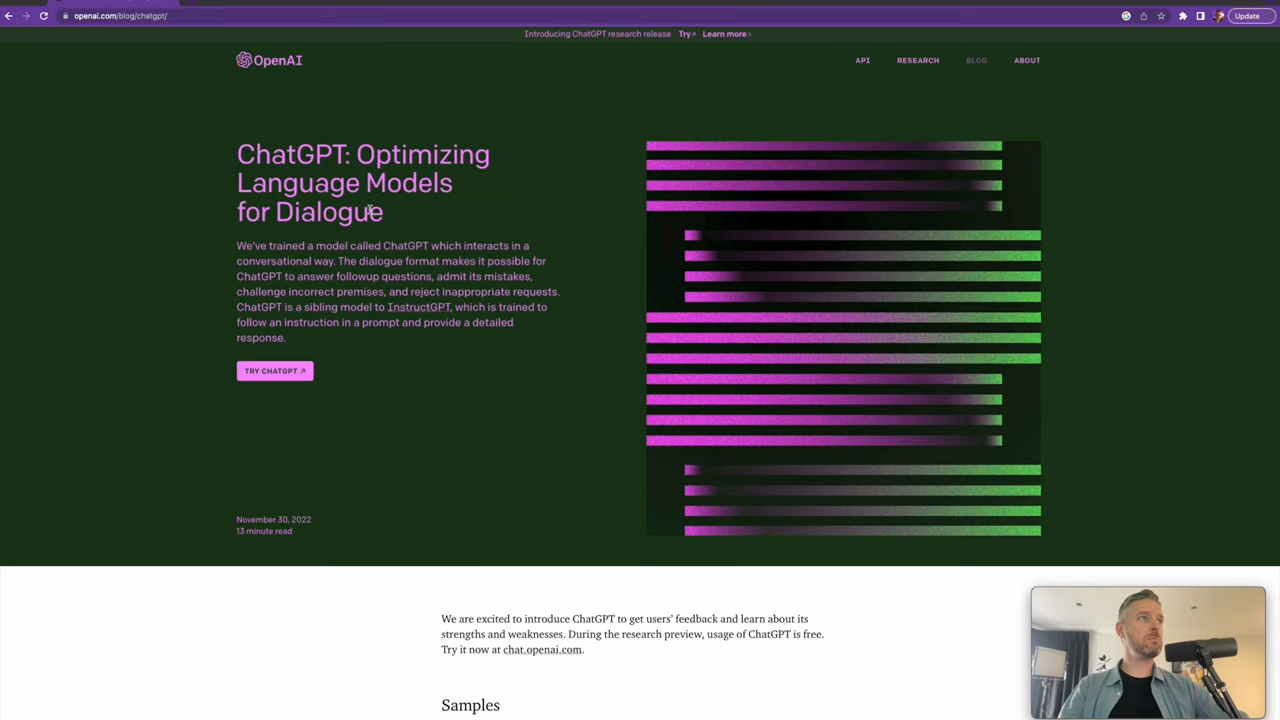 openai.com/blog/chatgpt/
Update
Introducing ChatGPT research release Try↗ Learn more›
OpenAI
API RESEARCH BLOG ABOUT
ChatGPT: Optimizing
Language Models
for Dialogue
We've trained a model called ChatGPT which interacts in a
conversational way. The dialogue format makes it possible for
ChatGPT to answer followup questions, admit its mistakes,
challenge incorrect premises, and reject inappropriate requests.
ChatGPT is a sibling model to InstructGPT, which is trained to
follow an instruction in a prompt and provide a detailed
response.
TRY CHATGPT ↗
November 30, 2022
13 minute read
We are excited to introduce ChatGPT to get users' feedback and learn about its
strengths and weaknesses. During the research preview, usage of ChatGPT is free.
Try it now at chat.openai.com.
Samples